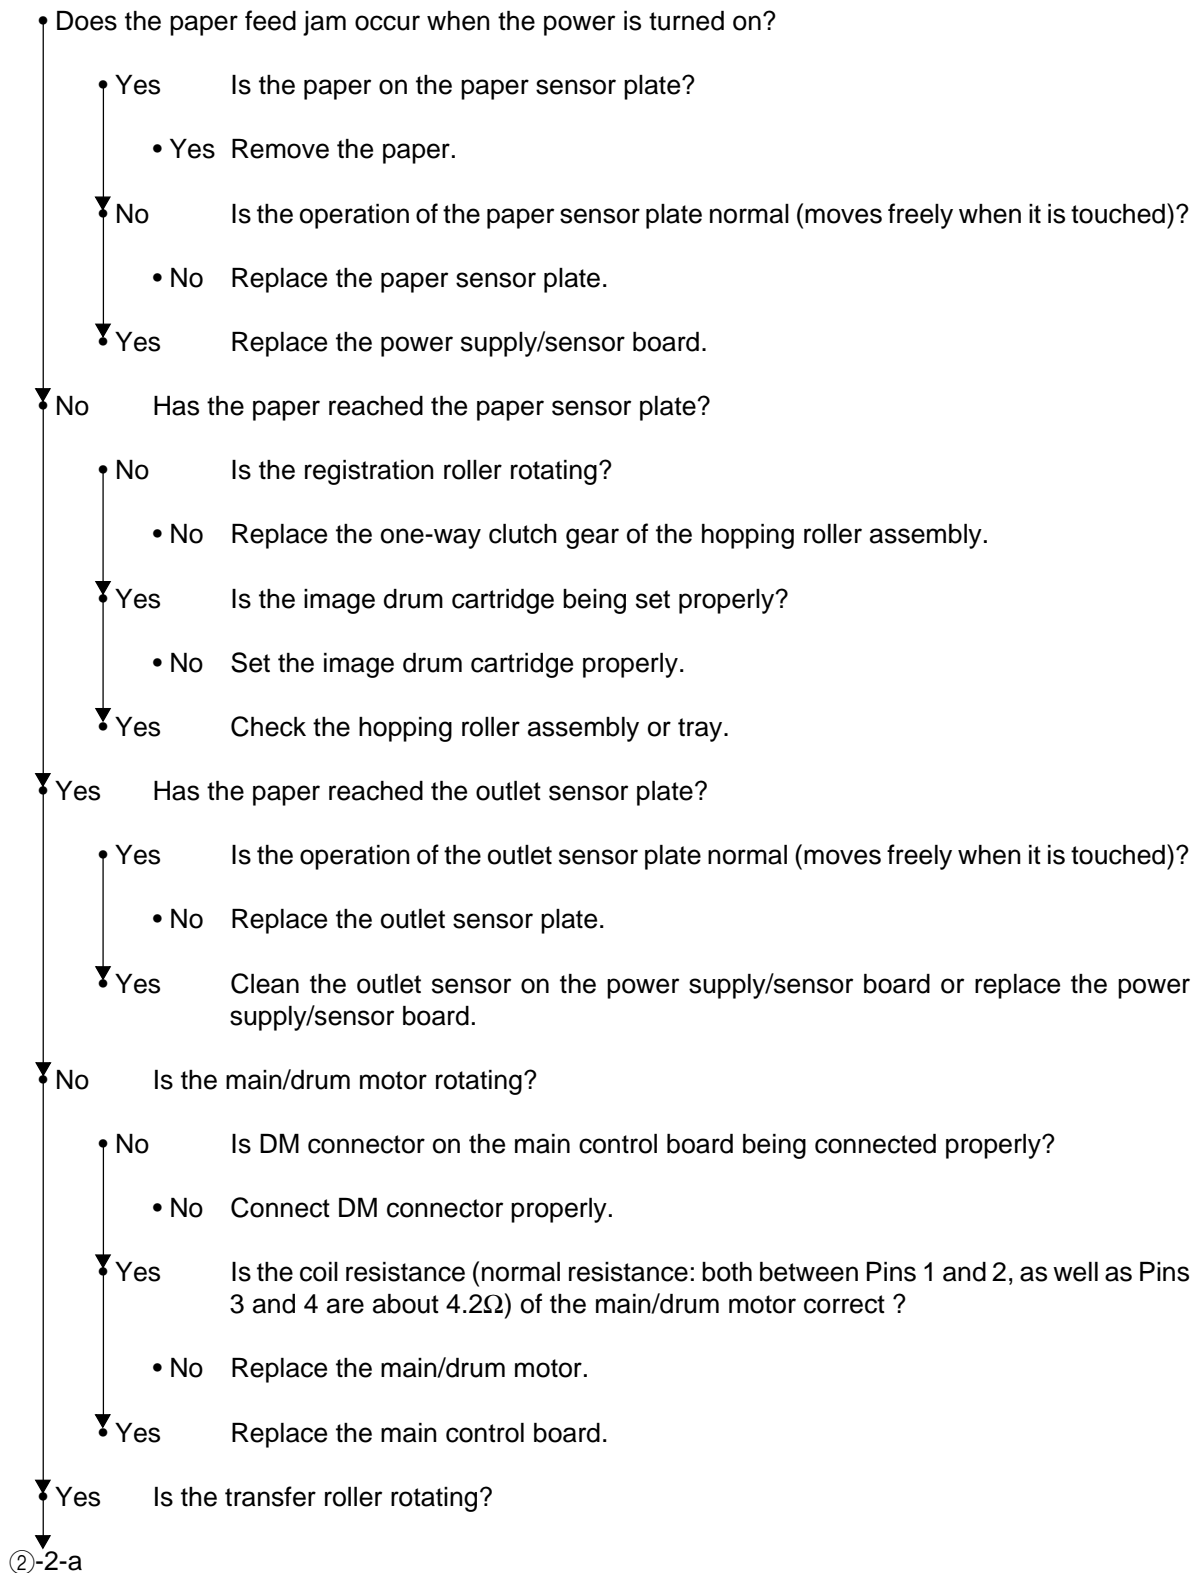 • Does the paper feed jam occur when the power is turned on?
• Yes Is the paper on the paper sensor plate?
• Yes Remove the paper.
• No Is the operation of the paper sensor plate normal (moves freely when it is touched)?
• No Replace the paper sensor plate.
• Yes Replace the power supply/sensor board.
• No Has the paper reached the paper sensor plate?
• No Is the registration roller rotating?
• No Replace the one-way clutch gear of the hopping roller assembly.
• Yes Is the image drum cartridge being set properly?
• No Set the image drum cartridge properly.
• Yes Check the hopping roller assembly or tray.
• Yes Has the paper reached the outlet sensor plate?
• Yes Is the operation of the outlet sensor plate normal (moves freely when it is touched)?
• No Replace the outlet sensor plate.
• Yes Clean the outlet sensor on the power supply/sensor board or replace the power
supply/sensor board.
• No Is the main/drum motor rotating?
• No Is DM connector on the main control board being connected properly?
• No Connect DM connector properly.
• Yes Is the coil resistance (normal resistance: both between Pins 1 and 2, as well as Pins
3 and 4 are about 4.2Ω) of the main/drum motor correct ?
• No Replace the main/drum motor.
• Yes Replace the main control board.
• Yes Is the transfer roller rotating?
②-2-a